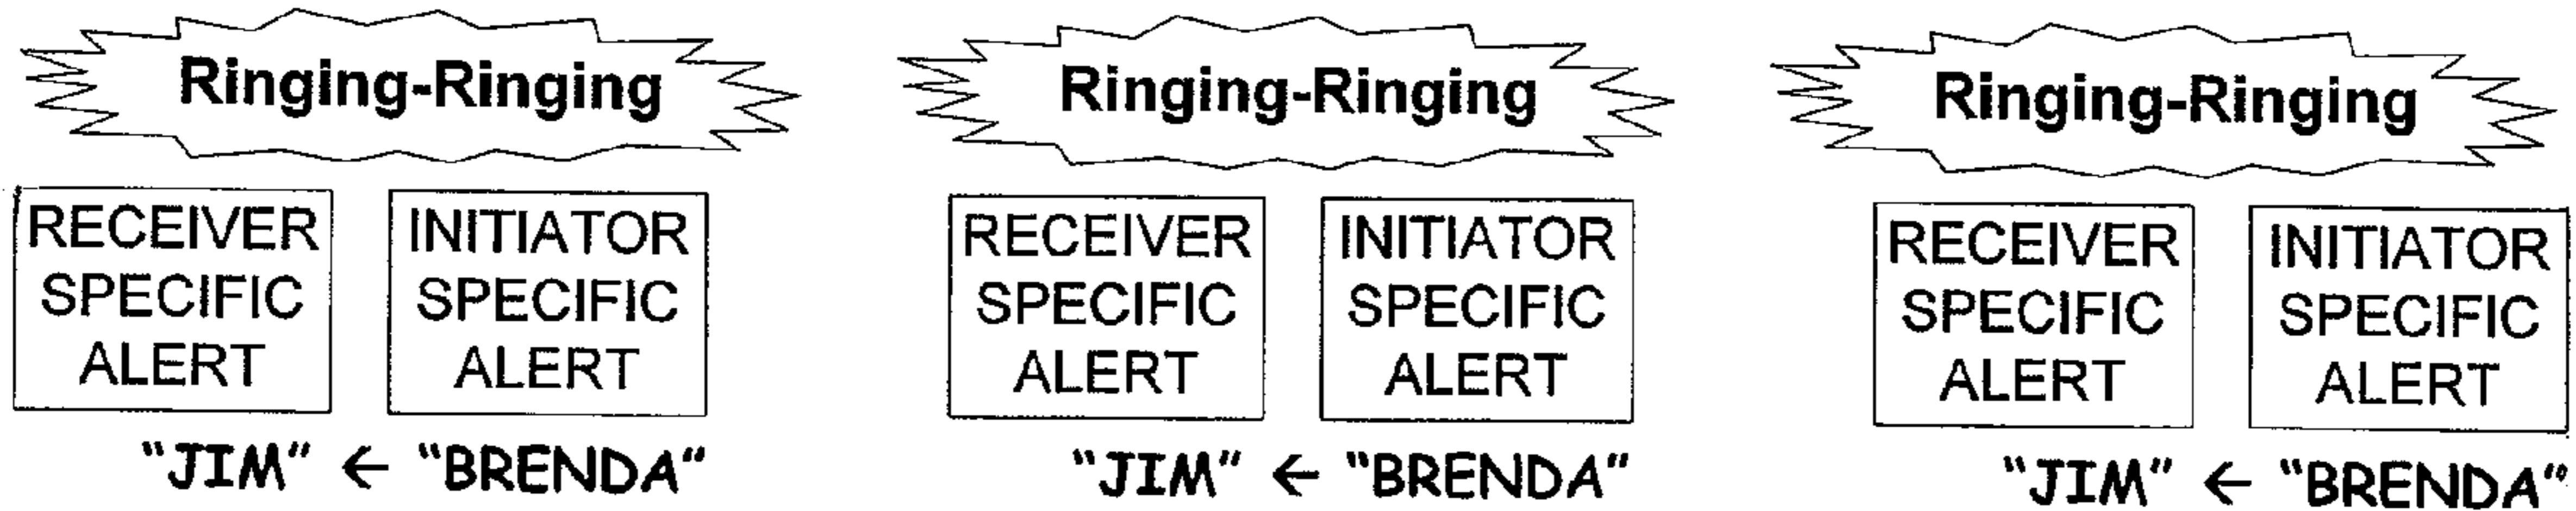 Ringing-Ringing
RECEIVER
SPECIFIC
ALERT
INITIATOR
SPECIFIC
ALERT
"JIM" ← "BRENDA"
Ringing-Ringing
RECEIVER
SPECIFIC
ALERT
INITIATOR
SPECIFIC
ALERT
"JIM" ← "BRENDA"
Ringing-Ringing
RECEIVER
SPECIFIC
ALERT
INITIATOR
SPECIFIC
ALERT
"JIM" ← "BRENDA"